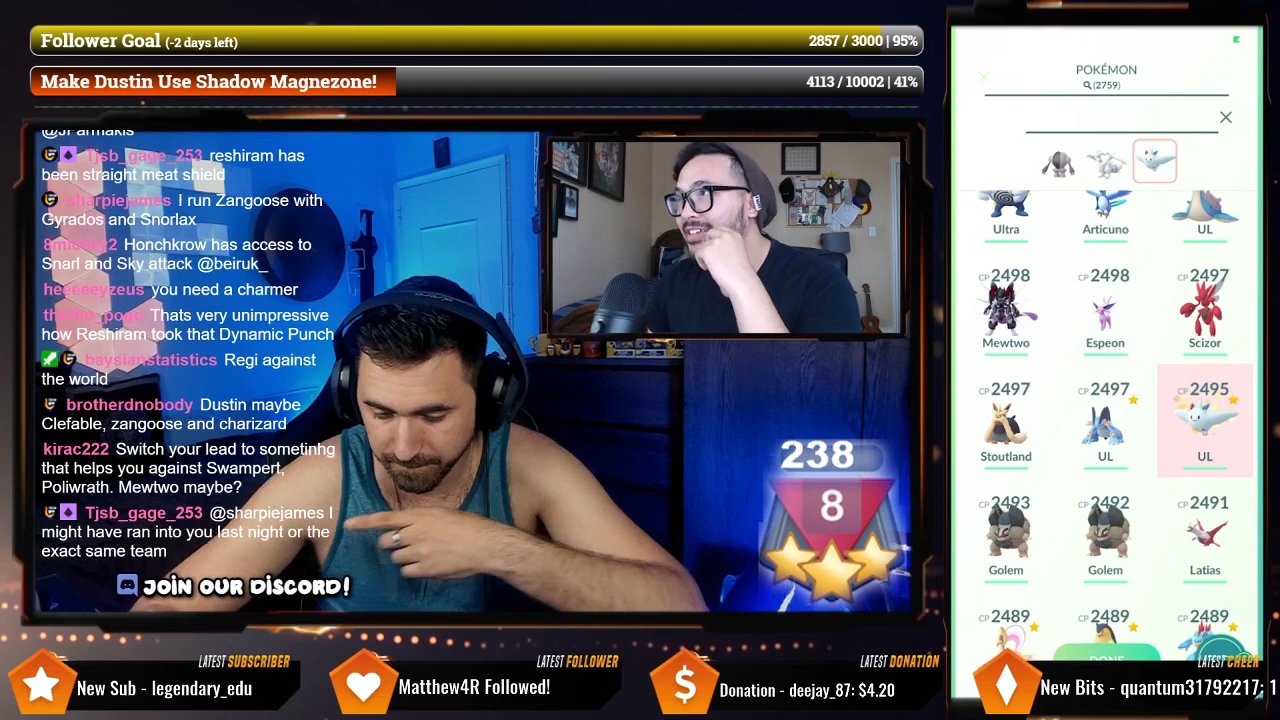 Follower Goal (-2 days left)
2857 / 3000 | 95%
Make Dustin Use Shadow Magnezone!
4113 / 10002 | 41%
@JParmakis
Tjsb_gage_253 reshiram has
been straight meat shield
sharpiejames I run Zangoose with
Gyrados and Snorlax
Honchkrow has access to
Snarl and Sky attack @beiruk_
heeeeyzeus you need a charmer
Thats very unimpressive
how Reshiram took that Dynamic Punch
baysianstatistics Regi against
the world
brotherdnobody Dustin maybe
Clefable, zangoose and charizard
kirac222 Switch your lead to sometinhg
that helps you against Swampert,
Poliwrath. Mewtwo maybe?
Tjsb_gage_253 @sharpiejames I
might have ran into you last night or the
exact same team
JOIN OUR DISCORD!
238
8
POKÉMON
(2759)
Ultra
Articuno
UL
CP 2498
CP 2498
CP 2497
Mewtwo
Espeon
Scizor
CP 2497
CP 2497
CP 2495
Stoutland
UL
UL
2493
2492
CP 2491
Golem
Golem
Latias
2489
2489
2489
DONE
LATEST SUBSCRIBER
New Sub - legendary_edu
LATEST FOLLOWER
Matthew4R Followed!
LATEST DONATION
Donation - deejay_87: $4.20
LATEST CHEER
New Bits - quantum31792217: 1